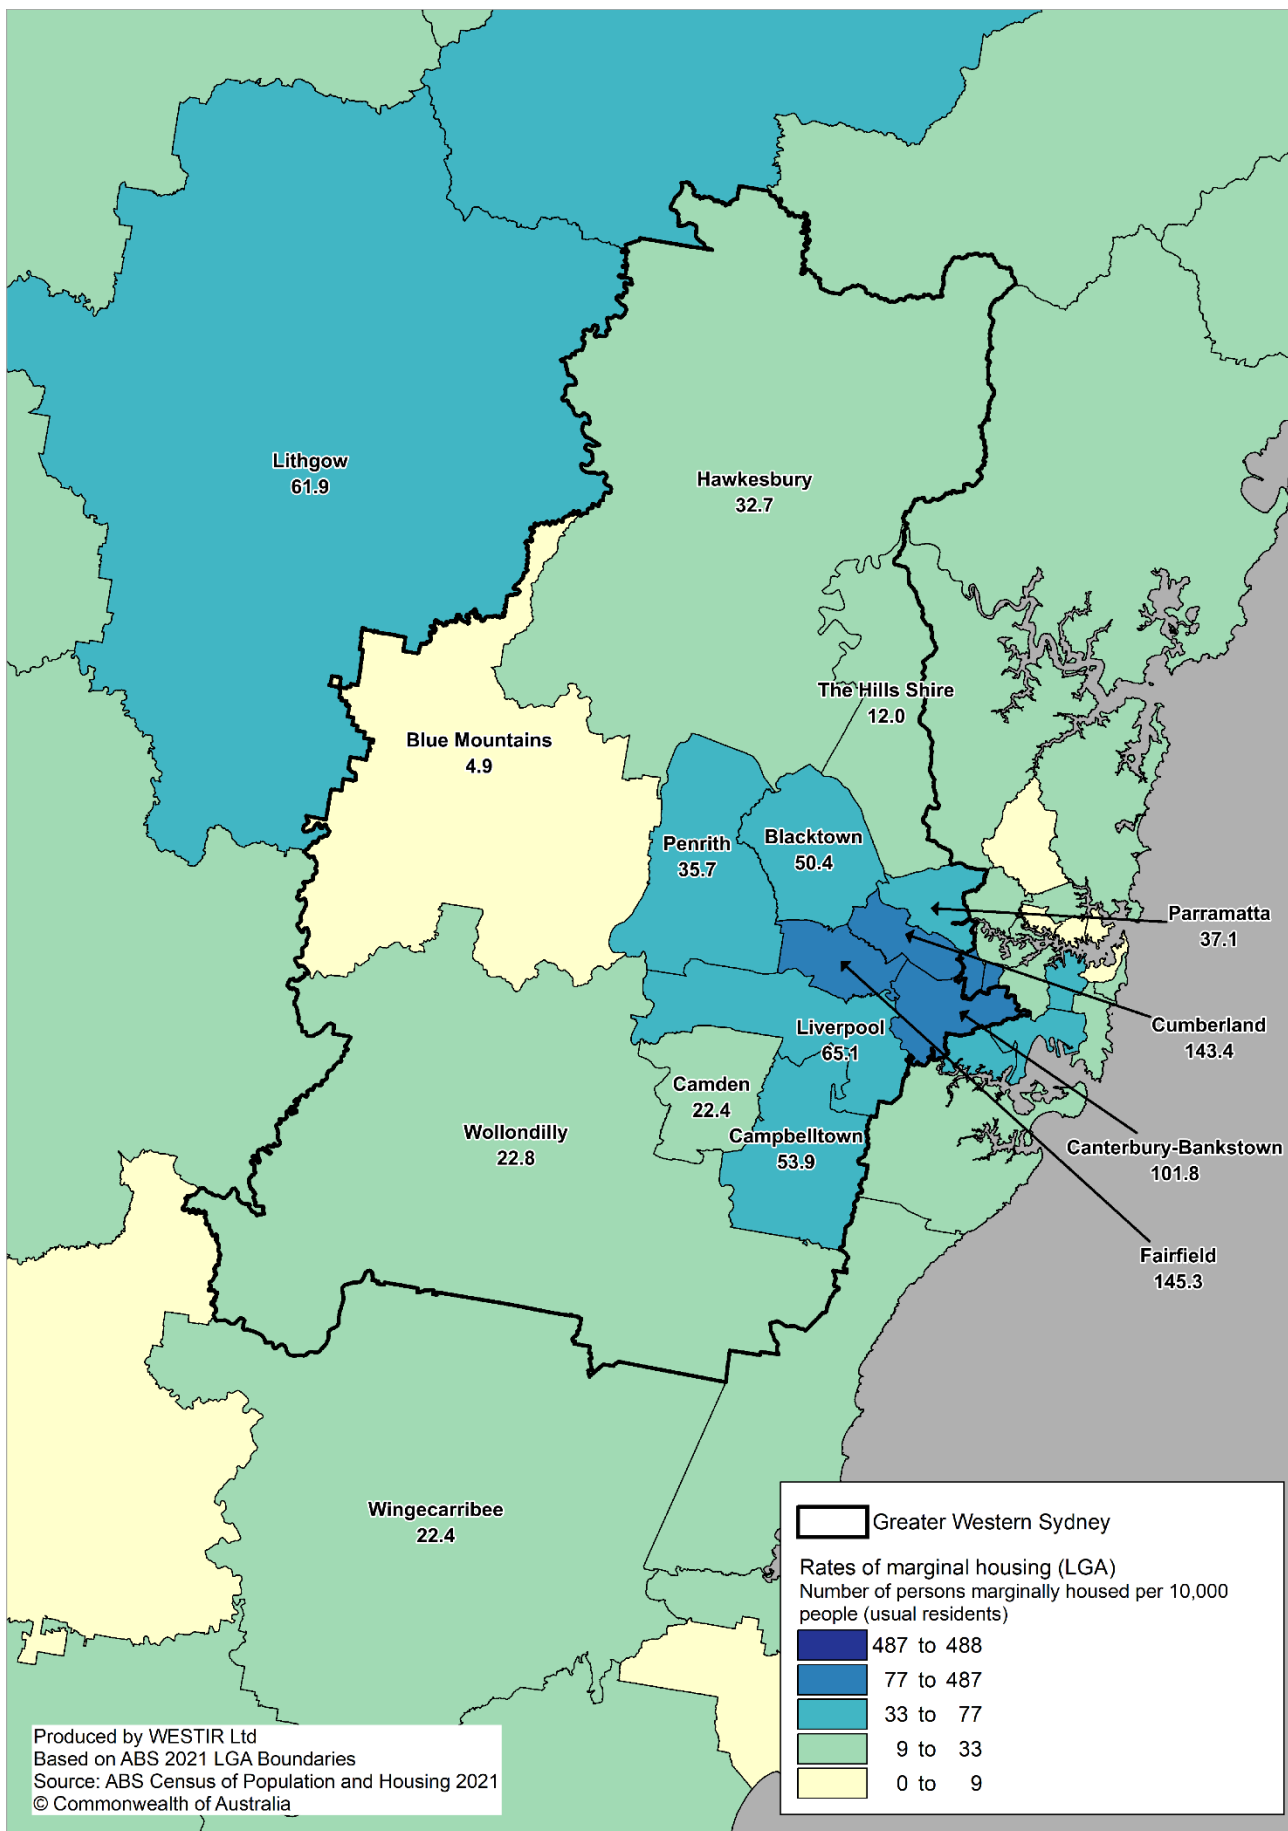 Lithgow
61.9
Hawkesbury
32.7
The Hills Shire
12.0
Blue Mountains
4.9
Penrith
35.7
Blacktown
50.4
Parramatta
37.1
Cumberland
143.4
Liverpool
65.1
Camden
22.4
Wollondilly
22.8
Campbelltown
53.9
Canterbury-Bankstown
101.8
Fairfield
145.3
Wingecarribee
22.4
Greater Western Sydney
Rates of marginal housing (LGA)
Number of persons marginally housed per 10,000
people (usual residents)
487 to 488
77 to 487
33 to 77
9 to 33
0 to 9
Produced by WESTIR Ltd
Based on ABS 2021 LGA Boundaries
Source: ABS Census of Population and Housing 2021
© Commonwealth of Australia